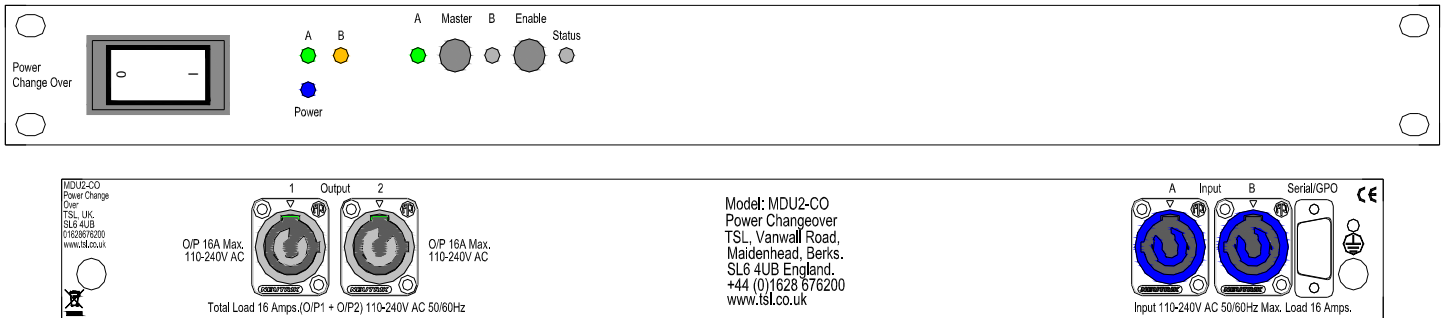 A Master B Enable
A B Status
Power
Change Over
O I
Power
MDU2-CO
Power Change
Over
TSL, UK.
SL6 4UB
01628676200
www.tsl.co.uk
1 Output 2
O/P 16A Max.
110-240V AC
O/P 16A Max.
110-240V AC
NEUTRIK
NEUTRIK
Total Load 16 Amps.(O/P1 + O/P2) 110-240V AC 50/60Hz
Model: MDU2-CO
Power Changeover
TSL, Vanwall Road,
Maidenhead, Berks.
SL6 4UB England.
+44 (0)1628 676200
www.tsl.co.uk
A Input B Serial/GPO
CE
NEUTRIK
NEUTRIK
Input 110-240V AC 50/60Hz Max. Load 16 Amps.